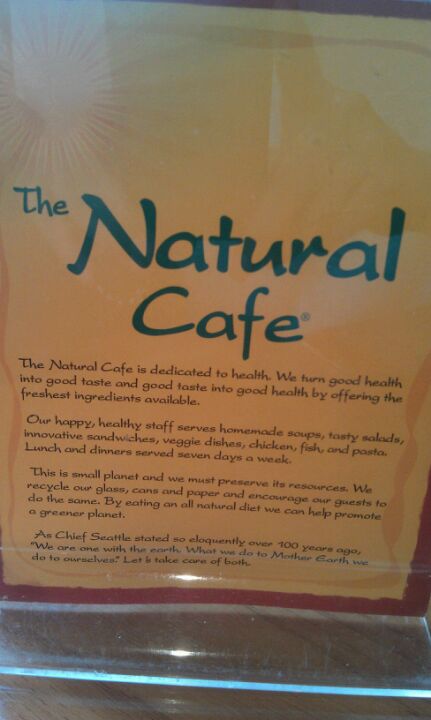 The
Natural
Cafe®
The Natural Cafe is dedicated to health. We turn good health
into good taste and good taste into good health by offering the
freshest ingredients available.
Our happy, healthy staff serves homemade soups, tasty salads,
innovative sandwiches, veggie dishes, chicken, fish, and pasta.
Lunch and dinners served seven days a week.
This is small planet and we must preserve its resources. We
recycle our glass, cans and paper and encourage our guests to
do the same. By eating an all natural diet we can help promote
a greener planet.
As Chief Seattle stated so eloquently over 100 years ago,
"We are one with the earth. What we do to Mother Earth we
do to ourselves." Let's take care of both.